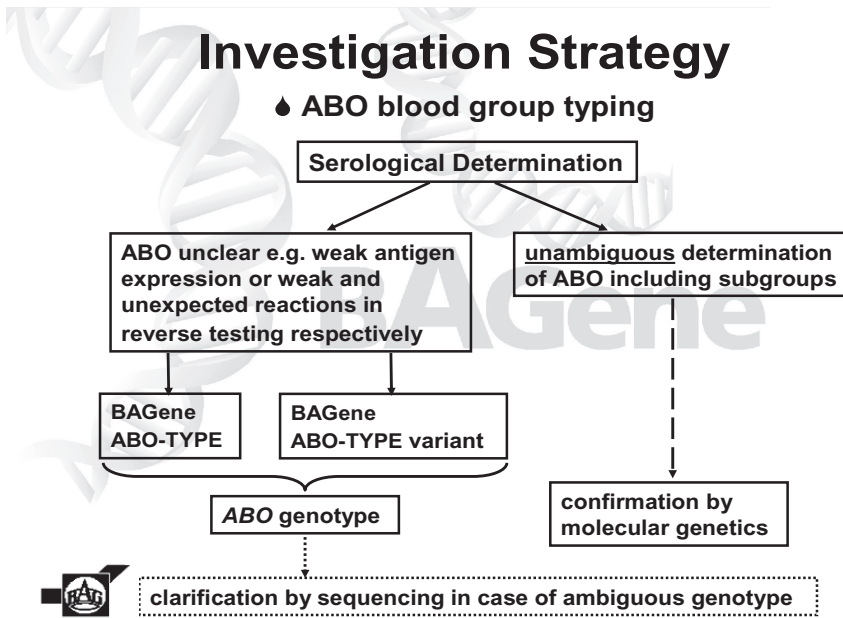 Investigation Strategy
ABO blood group typing
Serological Determination
ABO unclear e.g. weak antigen
expression or weak and
unexpected reactions in
reverse testing respectively
unambiguous determination
of ABO including subgroups
BAGene
BAGene
ABO-TYPE
BAGene
ABO-TYPE variant
ABO genotype
confirmation by
molecular genetics
BAG
clarification by sequencing in case of ambiguous genotype